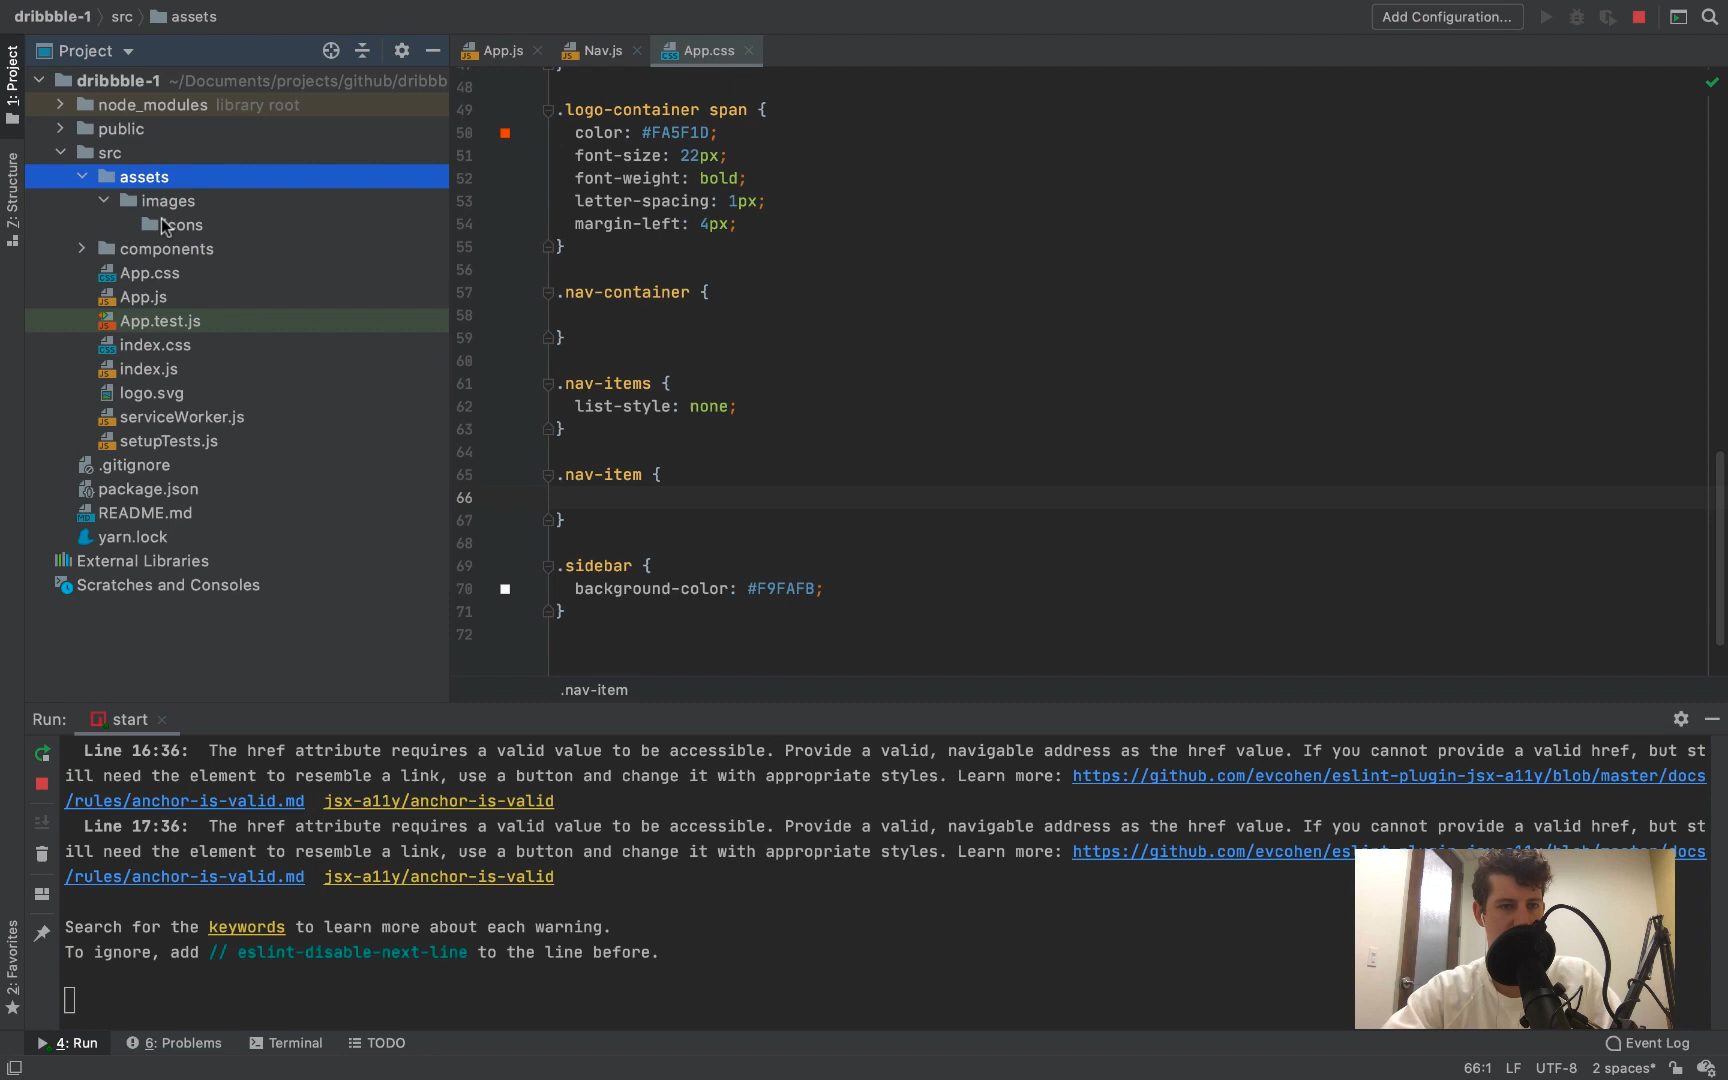 dribbble-1 src assets Add Configuration...
Project
App.js Nav.js App.css
1: Project
Z: Structure
2: Favorites
dribbble-1 ~/Documents/projects/github/dribbb
node_modules library root
public
src
assets
images
icons
components
App.css
App.js
App.test.js
index.css
index.js
logo.svg
serviceWorker.js
setupTests.js
.gitignore
package.json
README.md
yarn.lock
External Libraries
Scratches and Consoles
48
49 .logo-container span {
50 color: #FA5F1D;
51 font-size: 22px;
52 font-weight: bold;
53 letter-spacing: 1px;
54 margin-left: 4px;
55 }
56
57 .nav-container {
58
59 }
60
61 .nav-items {
62 list-style: none;
63 }
64
65 .nav-item {
66
67 }
68
69 .sidebar {
70 background-color: #F9FAFB;
71 }
72
.nav-item
Run: start
Line 16:36: The href attribute requires a valid value to be accessible. Provide a valid, navigable address as the href value. If you cannot provide a valid href, but st
ill need the element to resemble a link, use a button and change it with appropriate styles. Learn more: https://github.com/evcohen/eslint-plugin-jsx-a11y/blob/master/docs
/rules/anchor-is-valid.md jsx-a11y/anchor-is-valid
Line 17:36: The href attribute requires a valid value to be accessible. Provide a valid, navigable address as the href value. If you cannot provide a valid href, but st
ill need the element to resemble a link, use a button and change it with appropriate styles. Learn more: https://github.com/evcohen/eslint-plugin-jsx-a11y/blob/master/docs
/rules/anchor-is-valid.md jsx-a11y/anchor-is-valid
Search for the keywords to learn more about each warning.
To ignore, add // eslint-disable-next-line to the line before.
4: Run 6: Problems Terminal TODO Event Log
66:1 LF UTF-8 2 spaces*